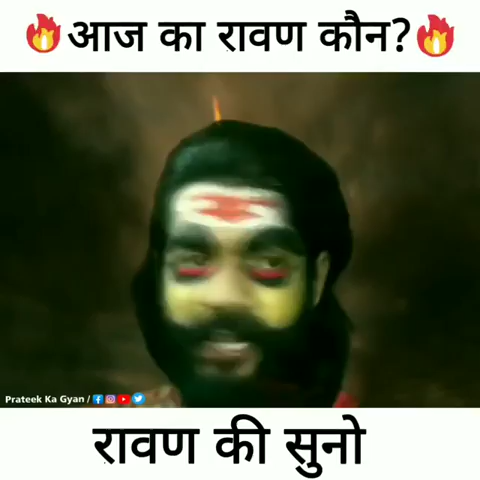 🔥आज का रावण कौन?🔥
Prateek Ka Gyan /
रावण की सुनो